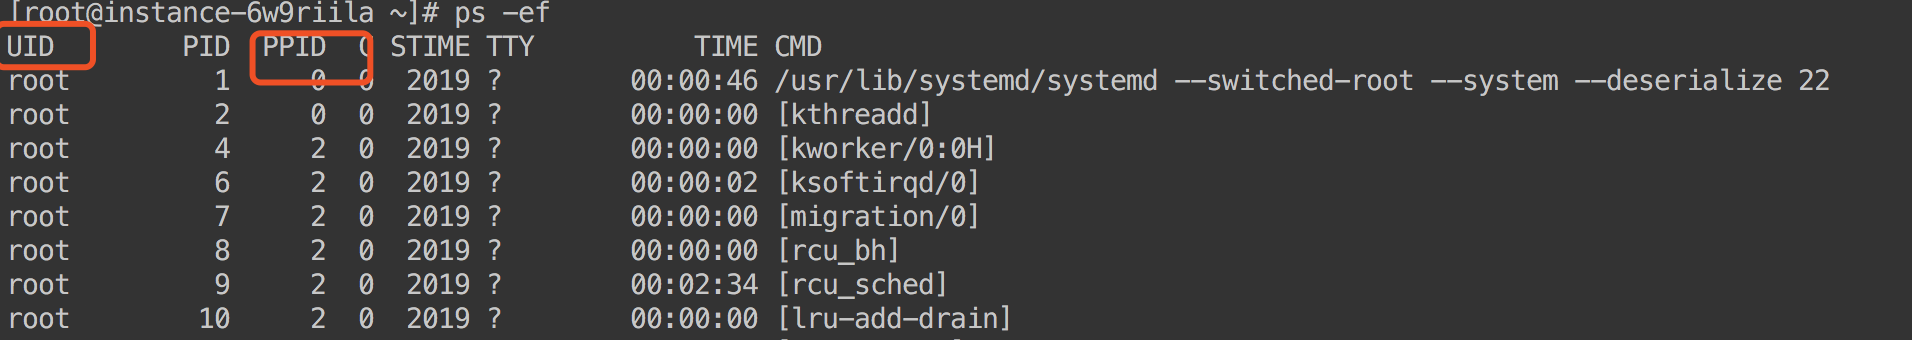 [root@instance-6w9riila ~]# ps -ef
UID        PID  PPID  C STIME TTY          TIME CMD
root         1     0  0  2019 ?        00:00:46 /usr/lib/systemd/systemd --switched-root --system --deserialize 22
root         2     0  0  2019 ?        00:00:00 [kthreadd]
root         4     2  0  2019 ?        00:00:00 [kworker/0:0H]
root         6     2  0  2019 ?        00:00:02 [ksoftirqd/0]
root         7     2  0  2019 ?        00:00:00 [migration/0]
root         8     2  0  2019 ?        00:00:00 [rcu_bh]
root         9     2  0  2019 ?        00:02:34 [rcu_sched]
root        10     2  0  2019 ?        00:00:00 [lru-add-drain]